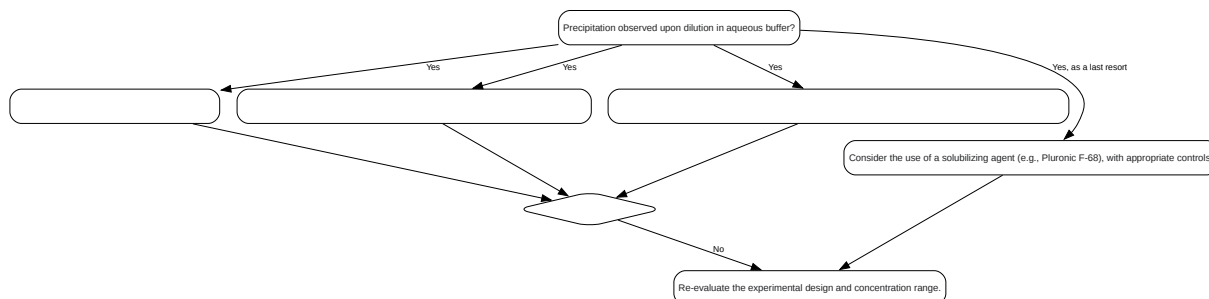 Precipitation observed upon dilution in aqueous buffer?
Yes
Yes
Yes
Yes, as a last resort
Consider the use of a solubilizing agent (e.g., Pluronic F-68), with appropriate controls
No
Re-evaluate the experimental design and concentration range.